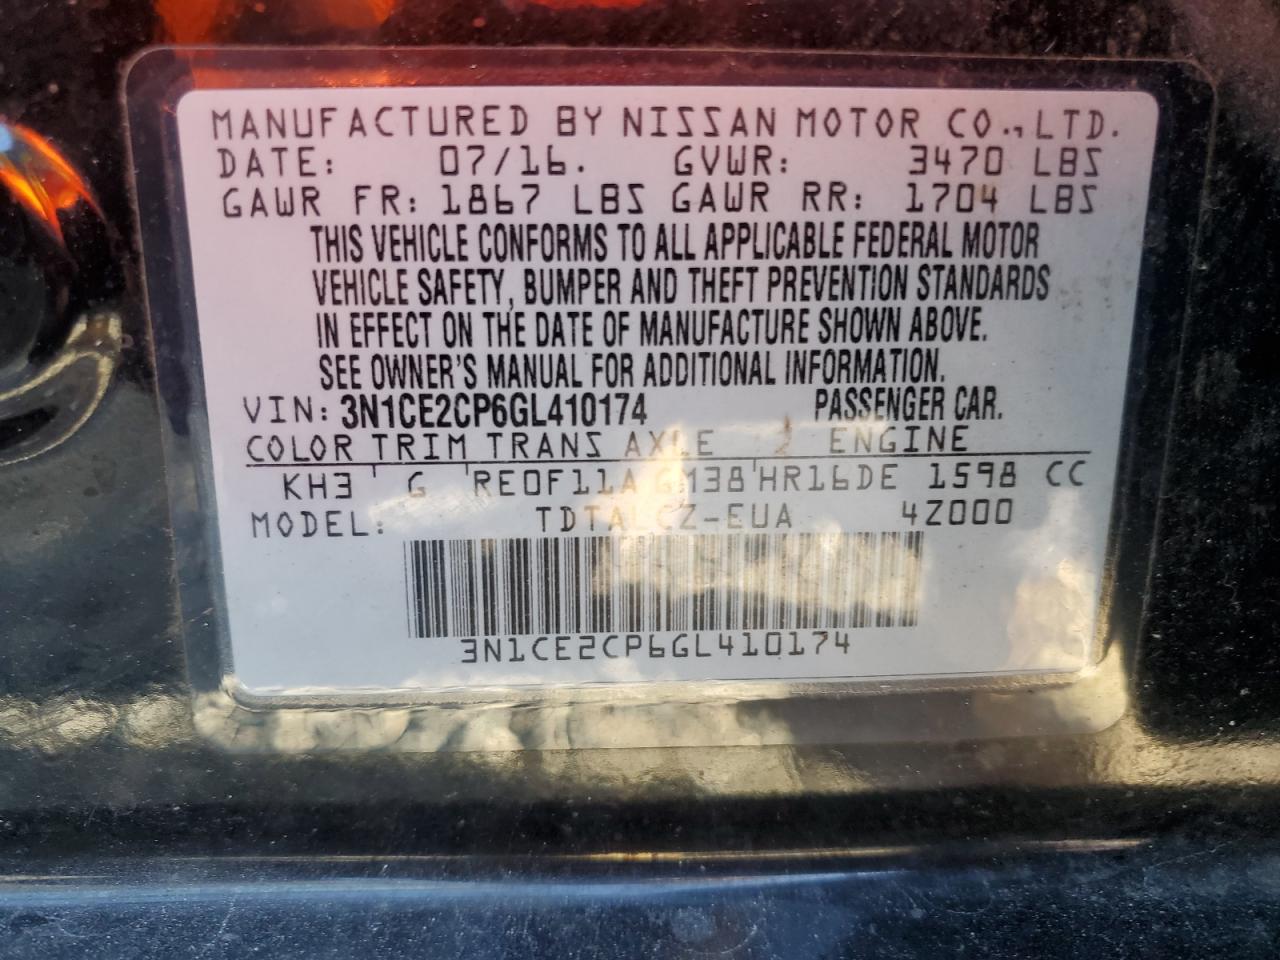 MANUFACTURED BY NISSAN MOTOR CO.,LTD.
DATE: 07/16. GVWR: 3470 LBS
GAWR FR: 1867 LBS GAWR RR: 1704 LBS
THIS VEHICLE CONFORMS TO ALL APPLICABLE FEDERAL MOTOR
VEHICLE SAFETY, BUMPER AND THEFT PREVENTION STANDARDS
IN EFFECT ON THE DATE OF MANUFACTURE SHOWN ABOVE.
SEE OWNER'S MANUAL FOR ADDITIONAL INFORMATION.
VIN: 3N1CE2CP6GL410174 PASSENGER CAR.
COLOR TRIM TRANS AXLE ENGINE
KH3 G RE0F11A GM38 HR16DE 1598 CC
MODEL: TDTALCZ-EUA 4Z000
3N1CE2CP6GL410174